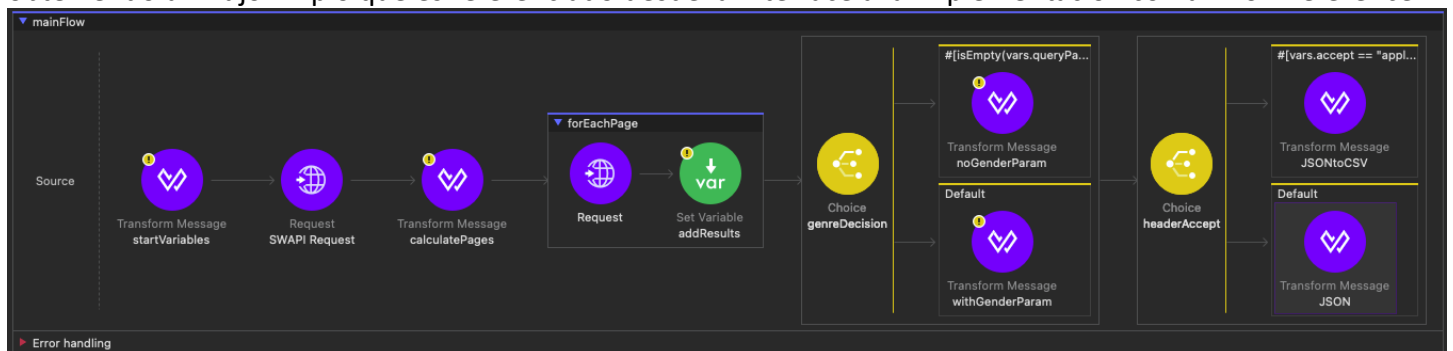 mainFlow
Source
Transform Message
startVariables
Request
SWAPI Request
Transform Message
calculatePages
forEachPage
Request
var
Set Variable
addResults
Choice
genreDecision
#[isEmpty(vars.queryPa...
Transform Message
noGenderParam
Default
Transform Message
withGenderParam
Choice
headerAccept
#[vars.accept == "appl...
Transform Message
JSONtoCSV
Default
Transform Message
JSON
Error handling